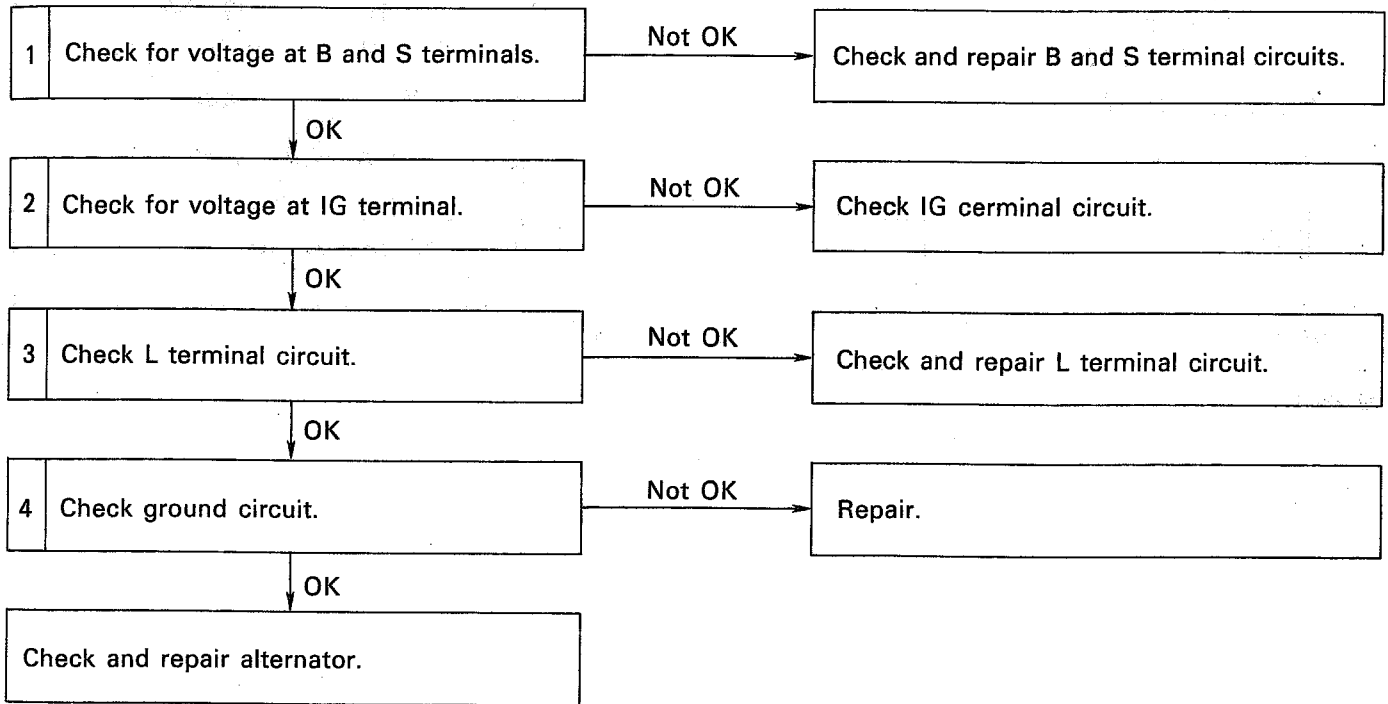 1 Check for voltage at B and S terminals.
Not OK
Check and repair B and S terminal circuits.
OK
2 Check for voltage at IG terminal.
Not OK
Check IG cerminal circuit.
OK
3 Check L terminal circuit.
Not OK
Check and repair L terminal circuit.
OK
4 Check ground circuit.
Not OK
Repair.
OK
Check and repair alternator.